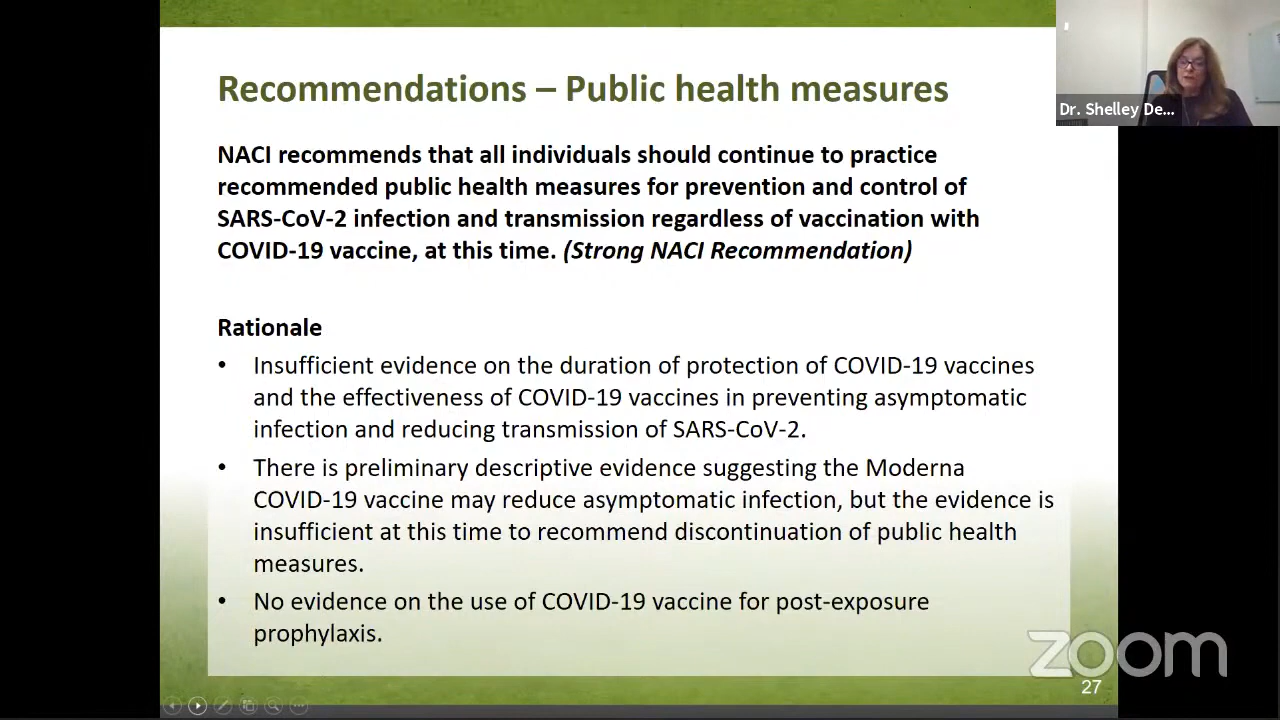 Recommendations – Public health measures
Dr. Shelley De...
NACI recommends that all individuals should continue to practice
recommended public health measures for prevention and control of
SARS-CoV-2 infection and transmission regardless of vaccination with
COVID-19 vaccine, at this time. (Strong NACI Recommendation)
Rationale
• Insufficient evidence on the duration of protection of COVID-19 vaccines
and the effectiveness of COVID-19 vaccines in preventing asymptomatic
infection and reducing transmission of SARS-CoV-2.
• There is preliminary descriptive evidence suggesting the Moderna
COVID-19 vaccine may reduce asymptomatic infection, but the evidence is
insufficient at this time to recommend discontinuation of public health
measures.
• No evidence on the use of COVID-19 vaccine for post-exposure
prophylaxis.
zoom
27